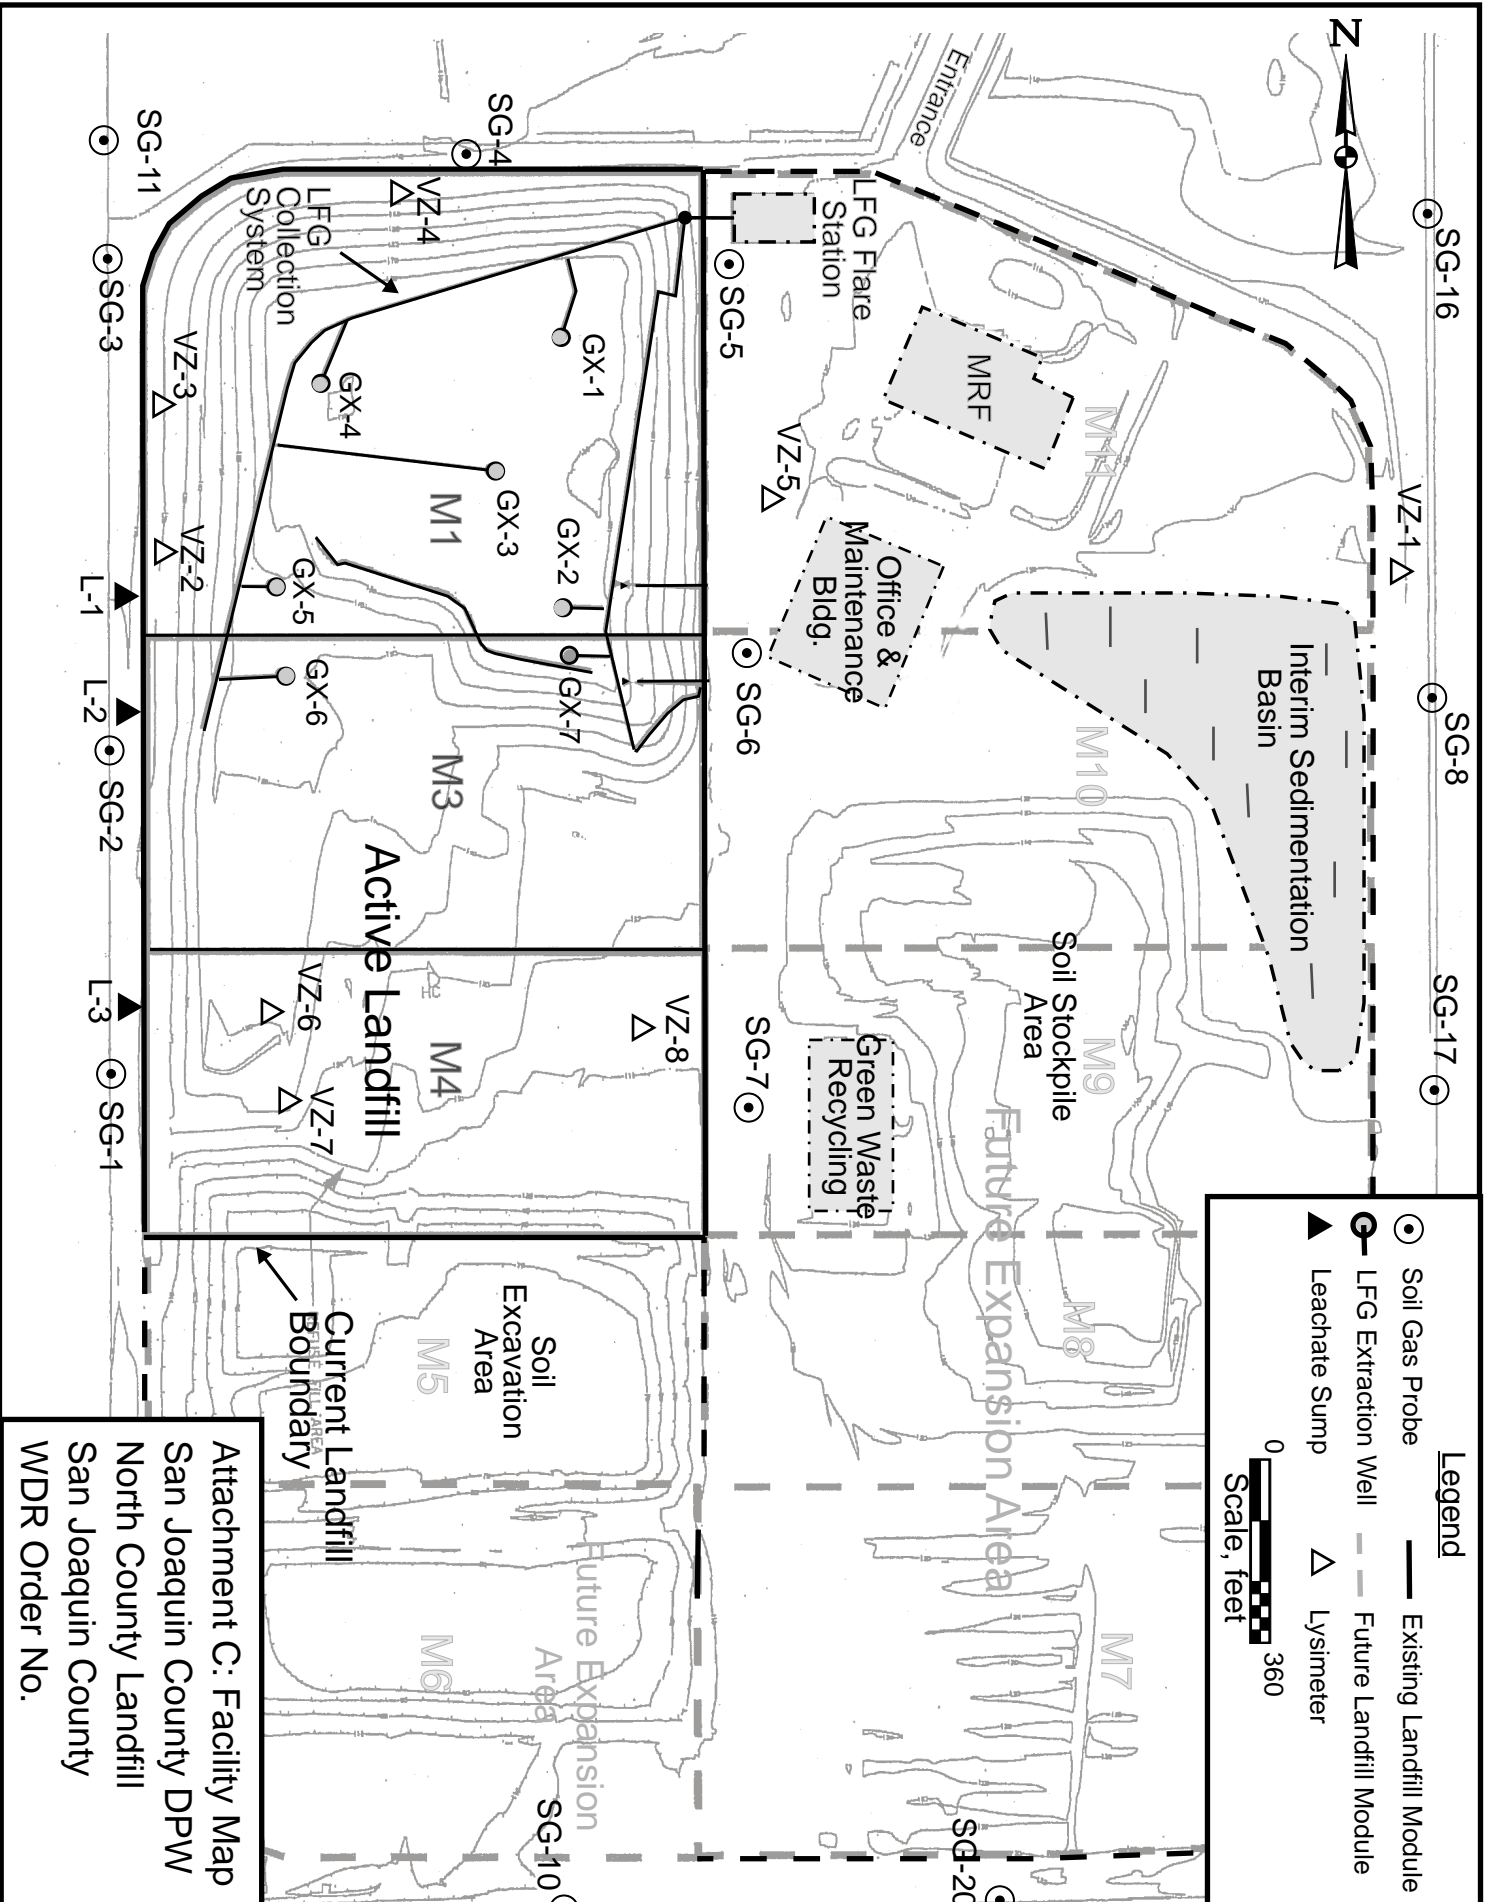 N
Entrance
SG-16
SG-8
SG-17
VZ-1
SG-11
SG-4
SG-3
VZ-4
LFG
Collection
System
LFG Flare
Station
SG-5
MRF
M11
VZ-3
VZ-2
GX-1
GX-4
GX-3
GX-2
GX-5
GX-6
GX-7
M1
VZ-5
Office &
Maintenance
Bldg.
SG-6
Interim Sedimentation
Basin
M10
L-1
L-2
SG-2
M3
Active Landfill
Soil Stockpile
Area
M9
L-3
SG-1
VZ-6
VZ-7
VZ-8
M4
SG-7
Green Waste
Recycling
Future Expansion Area
M8
Soil
Excavation
Area
M5
Current Landfill
Boundary
Future Expansion
Area
M6
M7
SG-10
SG-20
Legend
Soil Gas Probe
Existing Landfill Module
LFG Extraction Well
Future Landfill Module
Leachate Sump
Lysimeter
0
360
Scale, feet
Attachment C: Facility Map
San Joaquin County DPW
North County Landfill
San Joaquin County
WDR Order No.